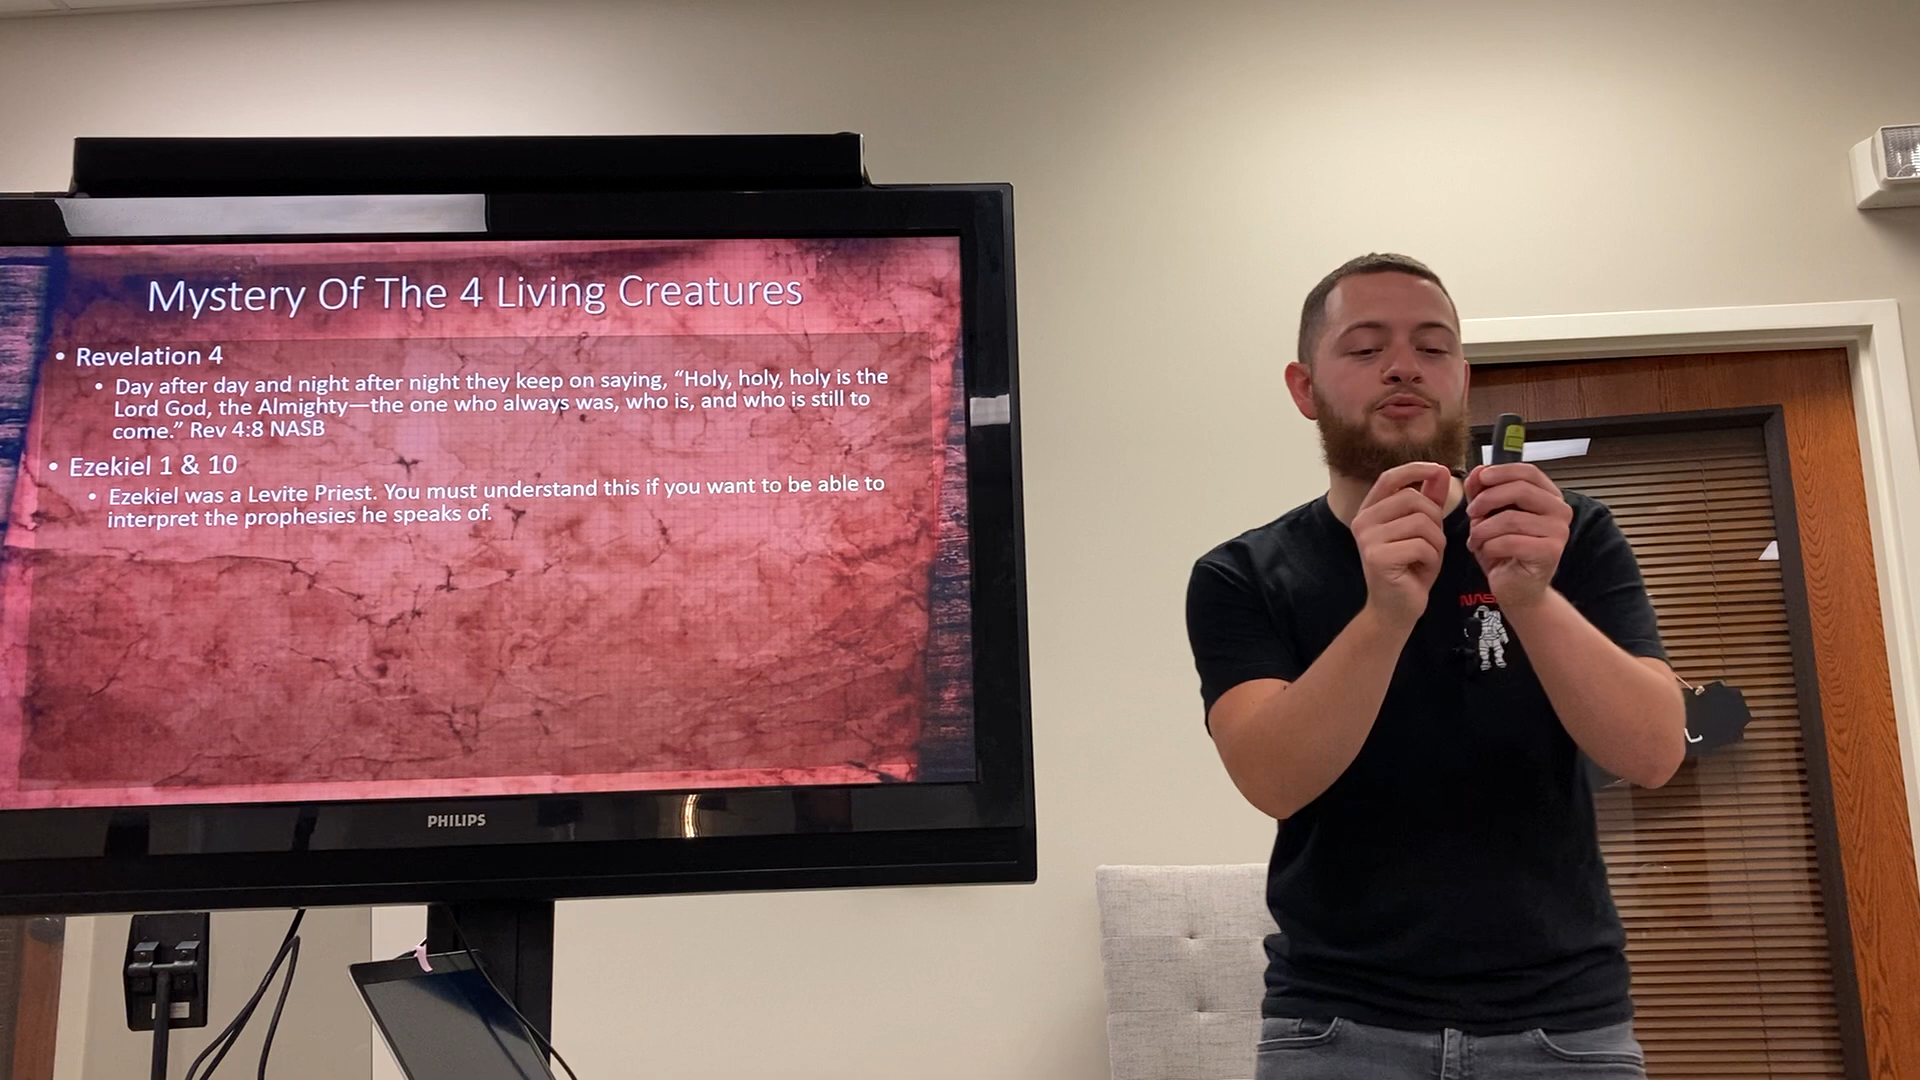 Mystery Of The 4 Living Creatures
• Revelation 4
• Day after day and night after night they keep on saying, “Holy, holy, holy is the
Lord God, the Almighty—the one who always was, who is, and who is still to
come.” Rev 4:8 NASB
• Ezekiel 1 & 10
• Ezekiel was a Levite Priest. You must understand this if you want to be able to
interpret the prophesies he speaks of.
PHILIPS